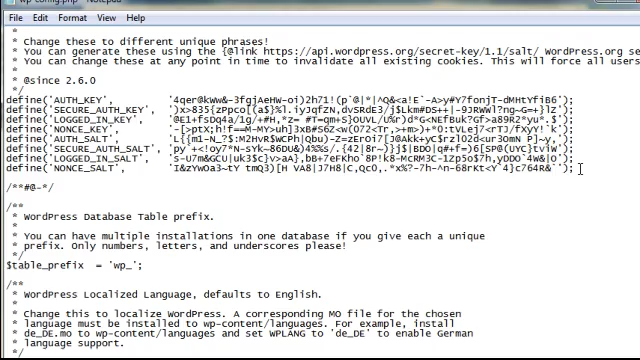 wp-config.php - Notepad
File Edit Format View Help
*
* Change these to different unique phrases!
* You can generate these using the {@link https://api.wordpress.org/secret-key/1.1/salt/ WordPress.org se
* You can change these at any point in time to invalidate all existing cookies. This will force all users
*
* @since 2.6.0
*/
define('AUTH_KEY',
define('SECURE_AUTH_KEY',
define('LOGGED_IN_KEY',
define('NONCE_KEY',
define('AUTH_SALT',
define('SECURE_AUTH_SALT',
define('LOGGED_IN_SALT',
define('NONCE_SALT',
/**#@-*/
/**
* WordPress Database Table prefix.
*
* You can have multiple installations in one database if you give each a unique
* prefix. Only numbers, letters, and underscores please!
*/
$table_prefix = 'wp_';
/**
* WordPress Localized Language, defaults to English.
*
* Change this to localize WordPress. A corresponding MO file for the chosen
* language must be installed to wp-content/languages. For example, install
* de_DE.mo to wp-content/languages and set WPLANG to 'de_DE' to enable German
* language support.
*/